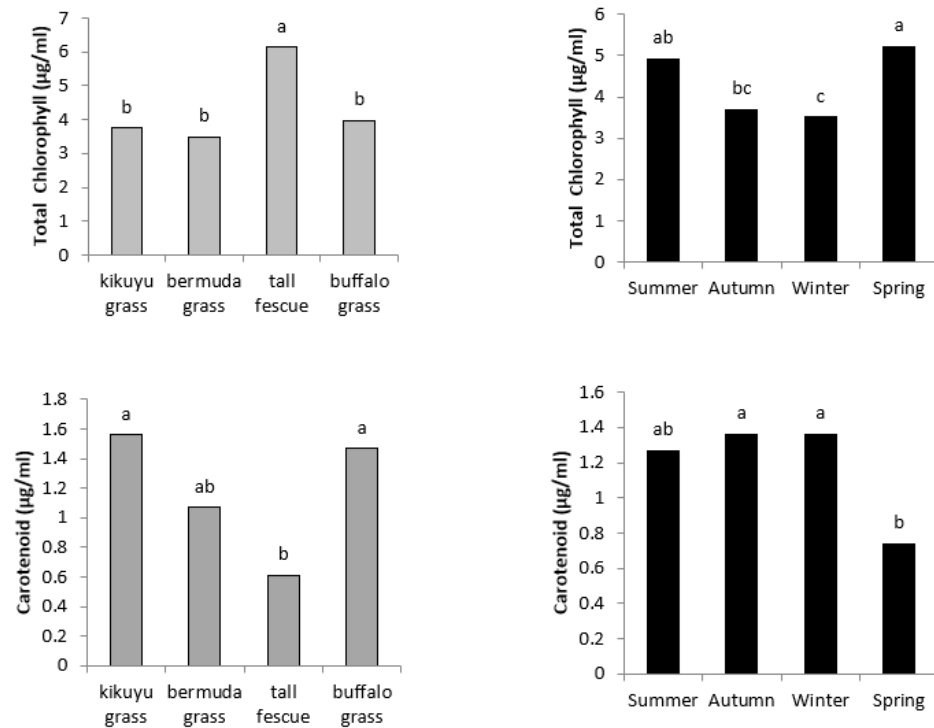 Total Chlorophyll (µg/ml)
7
6
5
4
3
2
1
0
b
b
a
b
kikuyu grass
bermuda grass
tall fescue
buffalo grass
Total Chlorophyll (µg/ml)
6
5
4
3
2
1
0
ab
bc
c
a
Summer Autumn Winter Spring
Carotenoid (µg/ml)
1.8
1.6
1.4
1.2
1
0.8
0.6
0.4
0.2
0
a
ab
b
a
kikuyu grass
bermuda grass
tall fescue
buffalo grass
Carotenoid (µg/ml)
1.6
1.4
1.2
1
0.8
0.6
0.4
0.2
0
ab
a
a
b
Summer Autumn Winter Spring